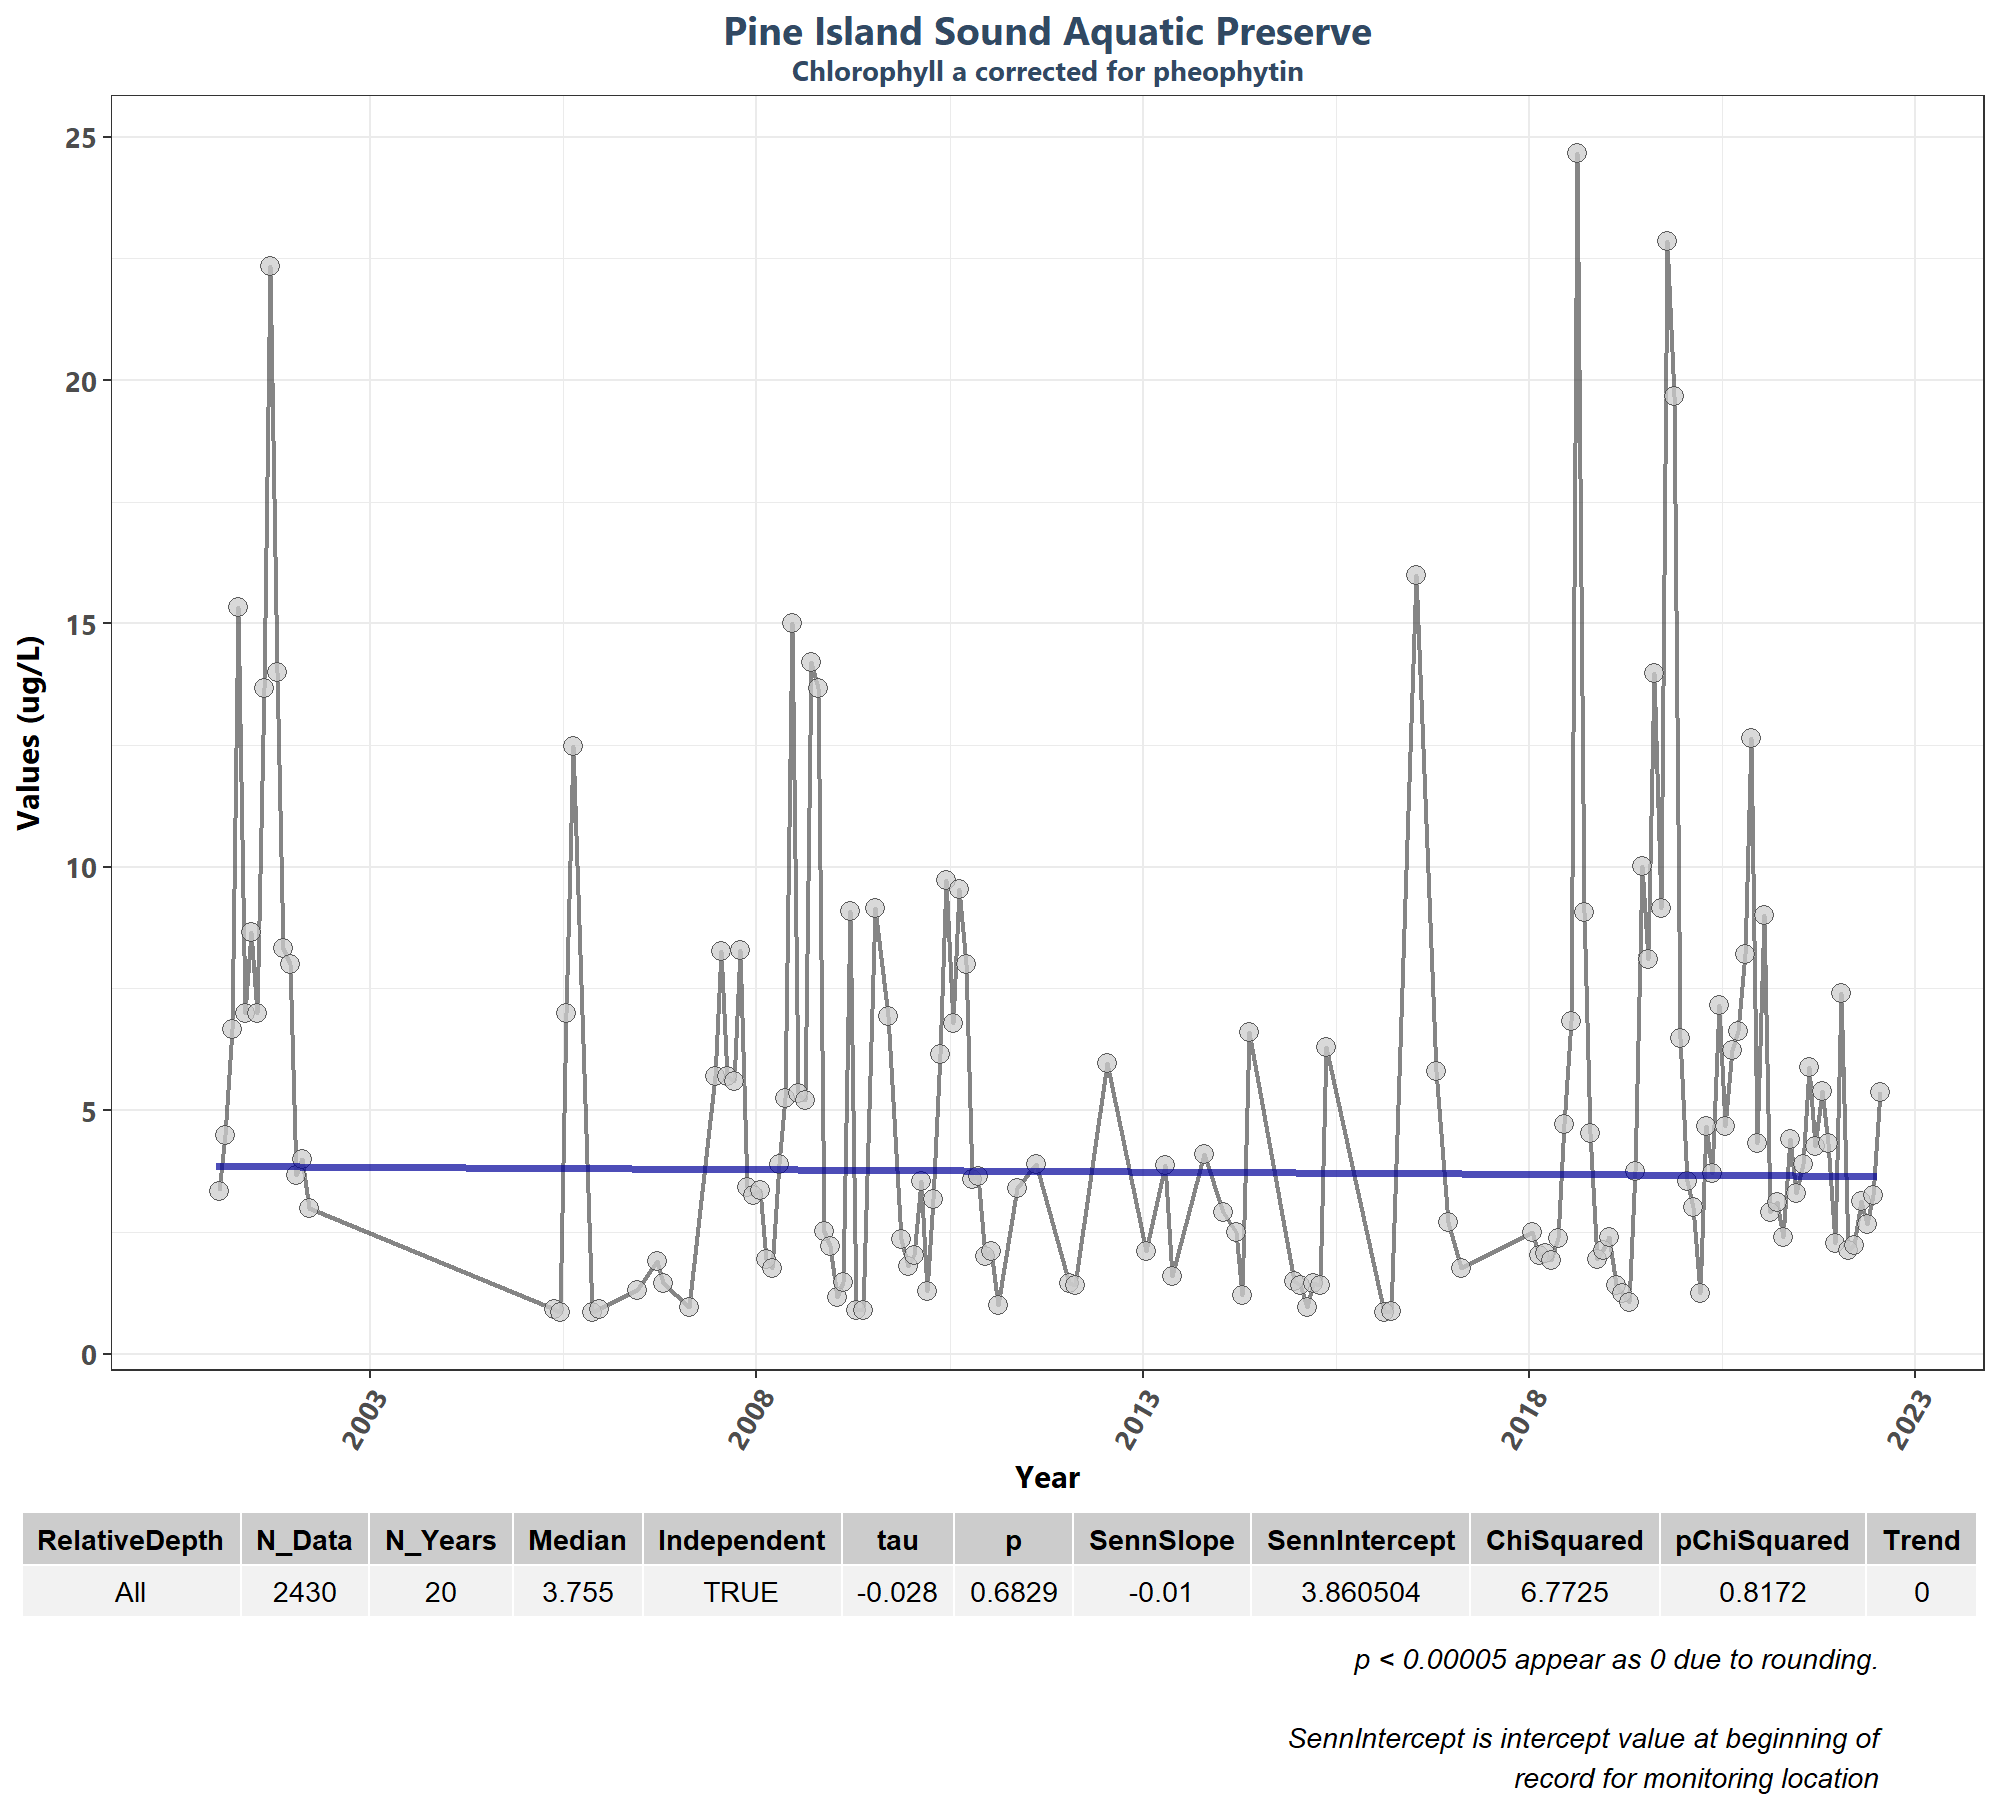 Pine Island Sound Aquatic Preserve
Chlorophyll a corrected for pheophytin
Values (ug/L)
25
20
15
10
5
0
2003 2008 2013 2018 2023
Year
RelativeDepth N_Data N_Years Median Independent tau p SennSlope SennIntercept ChiSquared pChiSquared Trend
All 2430 20 3.755 TRUE -0.028 0.6829 -0.01 3.860504 6.7725 0.8172 0
p < 0.00005 appear as 0 due to rounding.
SennIntercept is intercept value at beginning of
record for monitoring location